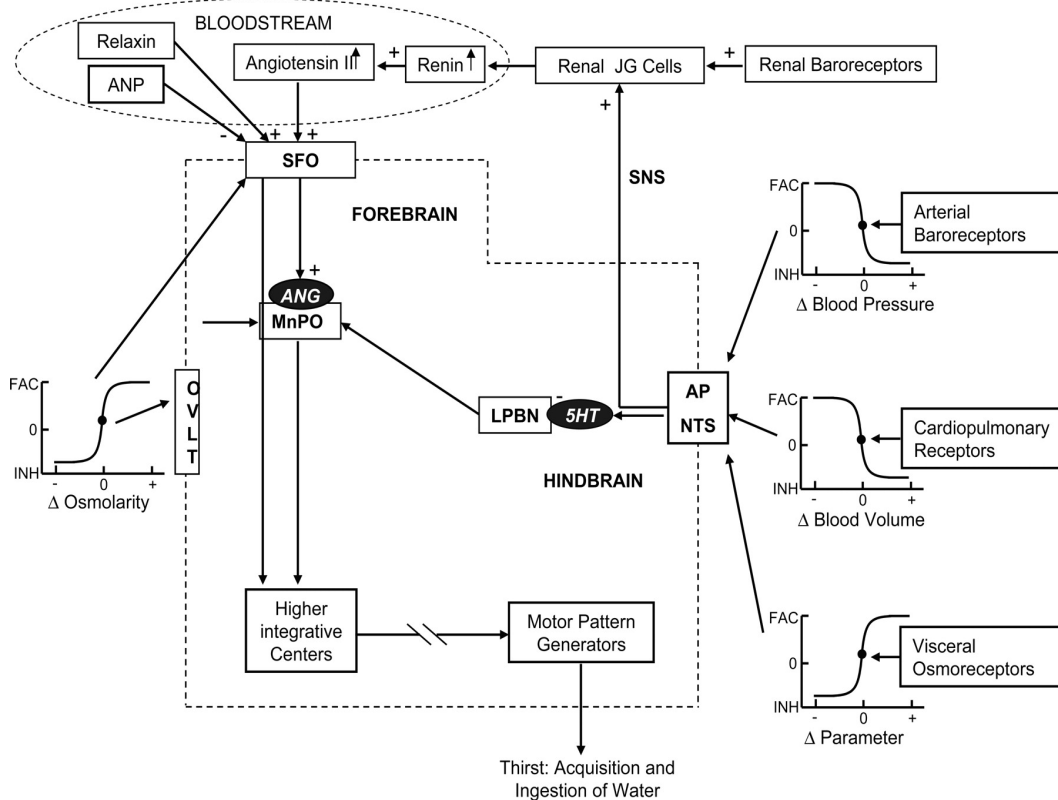 BLOODSTREAM
Relaxin
ANP
Angiotensin II
+
Renin
Renal JG Cells
+
Renal Baroreceptors
-
+
+
+
SFO
SNS
FOREBRAIN
+
ANG
MnPO
FAC
0
INH
-
0
+
Δ Blood Pressure
Arterial
Baroreceptors
FAC
0
INH
-
0
+
Δ Osmolarity
O
V
L
T
LPBN
-
5HT
AP
NTS
HINDBRAIN
FAC
0
INH
-
0
+
Δ Blood Volume
Cardiopulmonary
Receptors
Higher
integrative
Centers
Motor Pattern
Generators
FAC
0
INH
-
0
+
Δ Parameter
Visceral
Osmoreceptors
Thirst: Acquisition and
Ingestion of Water